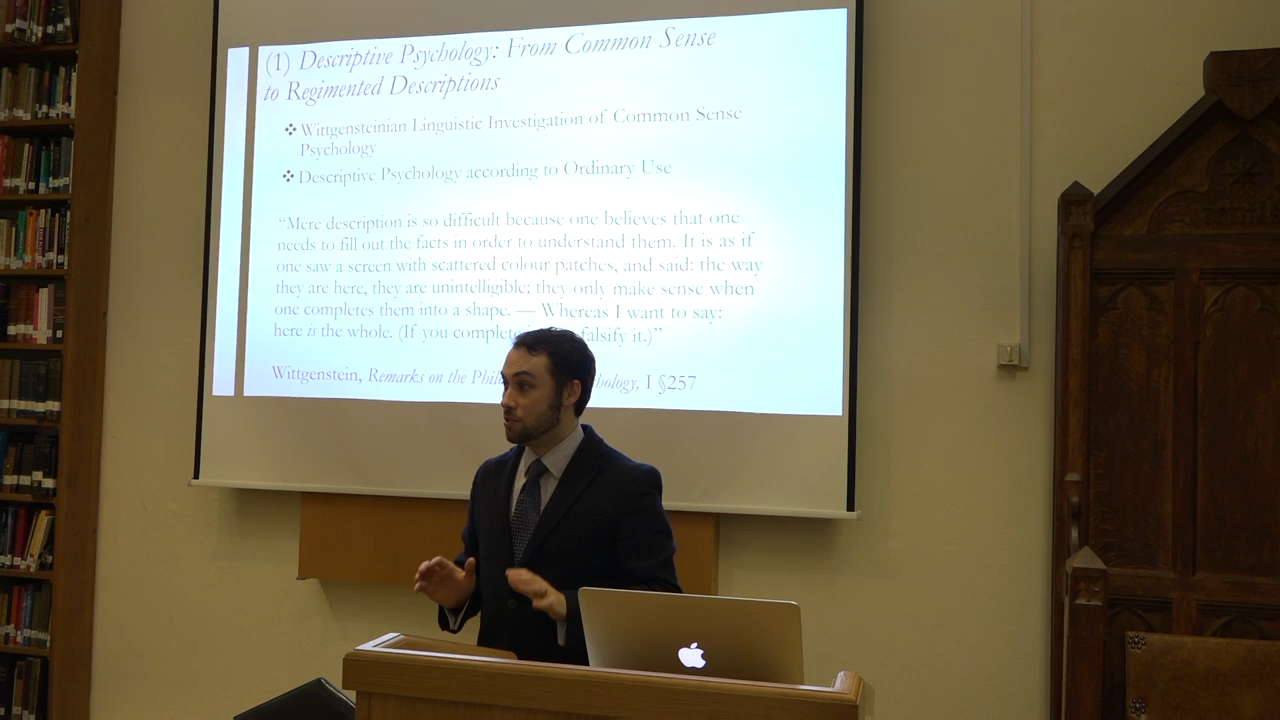 (1) Descriptive Psychology: From Common Sense
to Regimented Descriptions
❖ Wittgensteinian Linguistic Investigation of Common Sense
Psychology
❖ Descriptive Psychology according to Ordinary Use
“Mere description is so difficult because one believes that one
needs to fill out the facts in order to understand them. It is as if
one saw a screen with scattered colour patches, and said: the way
they are here, they are unintelligible; they only make sense when
one completes them into a shape. — Whereas I want to say:
here is the whole. (If you complete falsify it.)”
Wittgenstein, Remarks on the I §257